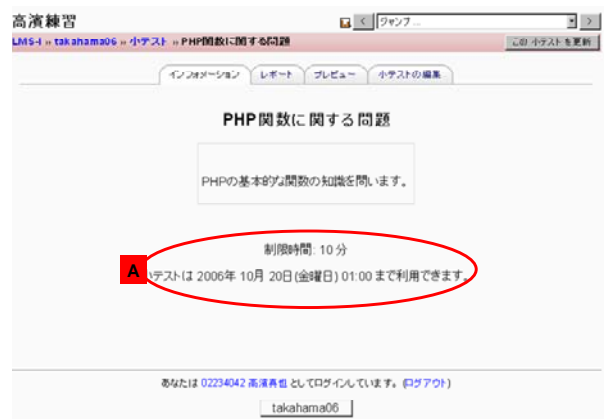 高濱練習
< ジャンプ... >
LMS-I » takahama06 » 小テスト » PHP関数に関する問題 この 小テスト を更新
インフォメーション レポート プレビュー 小テストの編集
PHP関数に関する問題
PHPの基本的な関数の知識を問います。
制限時間: 10 分
A テストは 2006年 10月 20日(金曜日) 01:00 まで利用できます。
あなたは 02234042 高濱真也 としてログインしています。(ログアウト)
takahama06